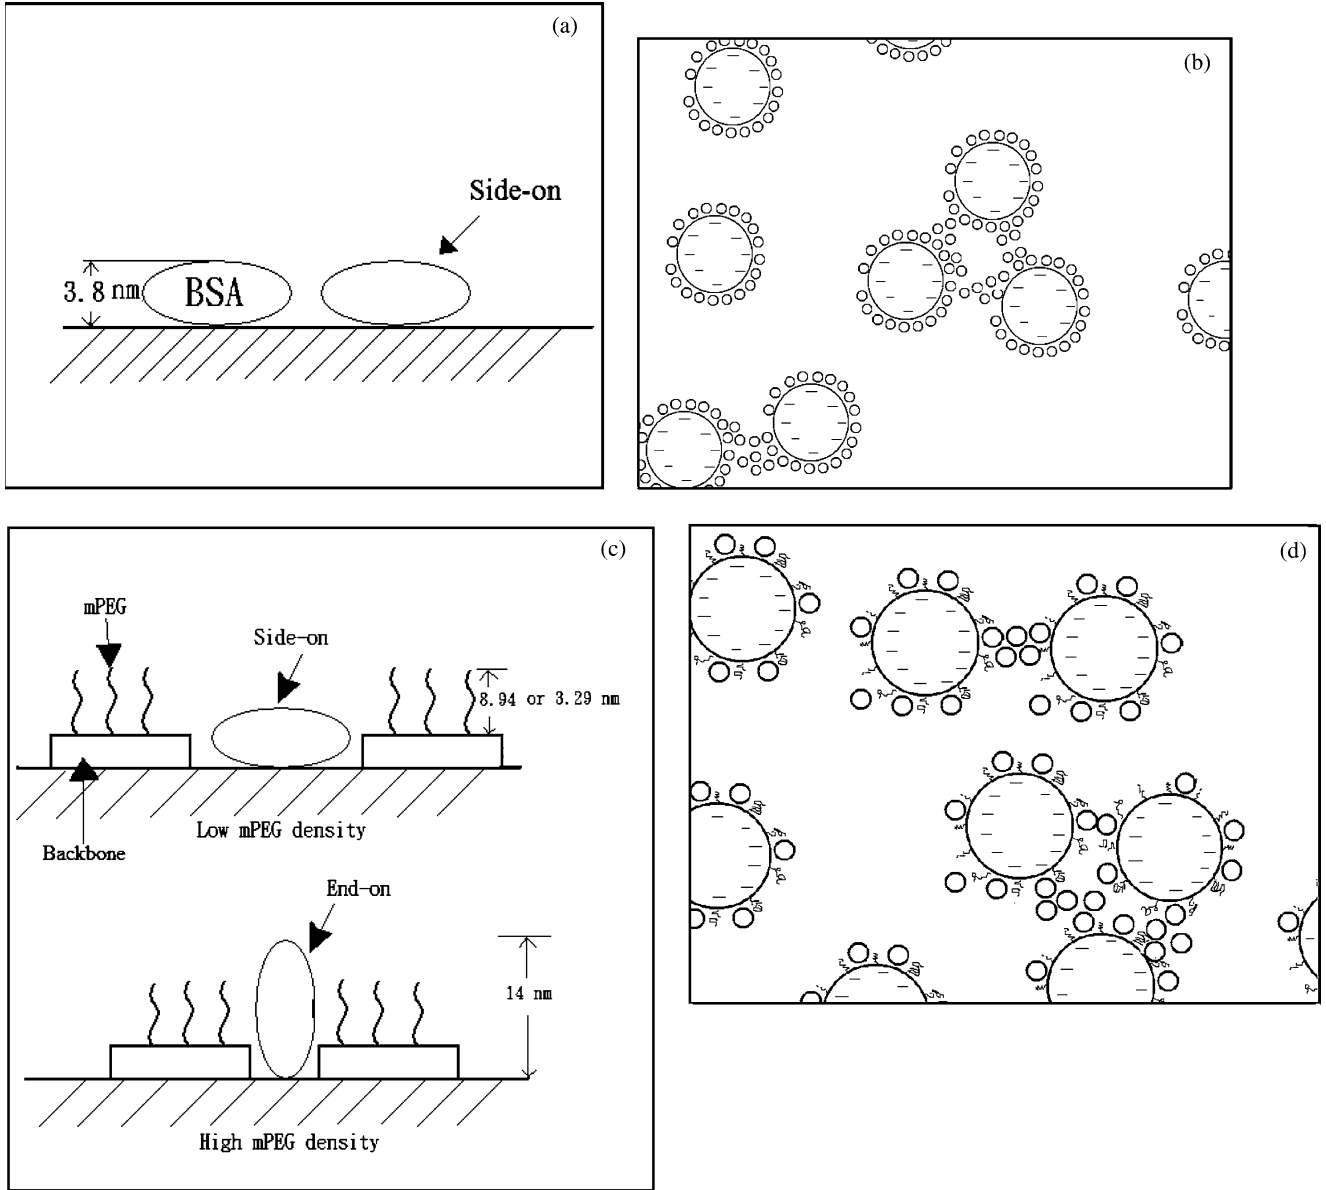 (a)
Side-on
3.8 nm
BSA
(b)
(c)
mPEG
Side-on
8.94 or 3.29 nm
Low mPEG density
Backbone
End-on
14 nm
High mPEG density
(d)